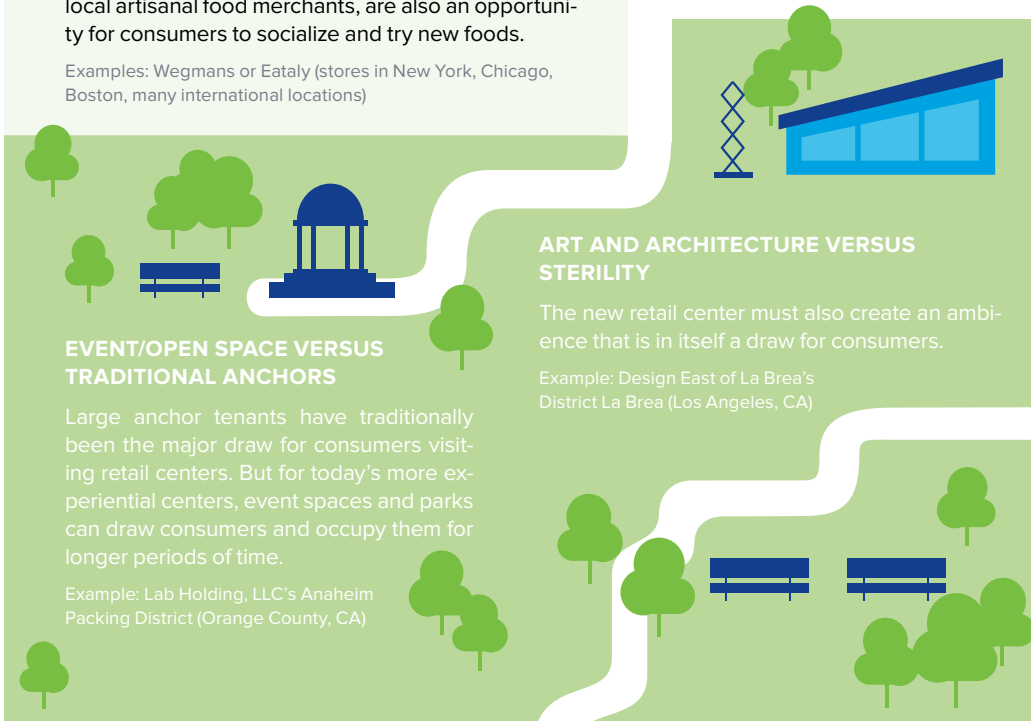 local artisanal food merchants, are also an opportuni-
ty for consumers to socialize and try new foods.
Examples: Wegmans or Eataly (stores in New York, Chicago,
Boston, many international locations)
EVENT/OPEN SPACE VERSUS
TRADITIONAL ANCHORS
Large anchor tenants have traditionally
been the major draw for consumers visit-
ing retail centers. But for today’s more ex-
periential centers, event spaces and parks
can draw consumers and occupy them for
longer periods of time.
Example: Lab Holding, LLC’s Anaheim
Packing District (Orange County, CA)
ART AND ARCHITECTURE VERSUS
STERILITY
The new retail center must also create an ambi-
ence that is in itself a draw for consumers.
Example: Design East of La Brea’s
District La Brea (Los Angeles, CA)